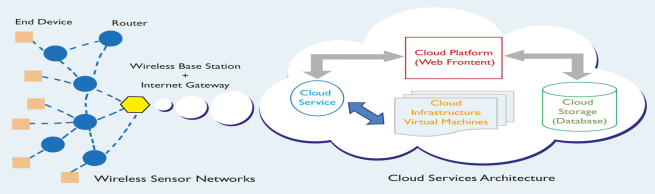 End Device
Router
Wireless Base Station
+
Internet Gateway
Wireless Sensor Networks
Cloud Platform
(Web Frontent)
Cloud
Service
Cloud
Infrastructure
Virtual Machines
Cloud
Storage
(Database)
Cloud Services Architecture